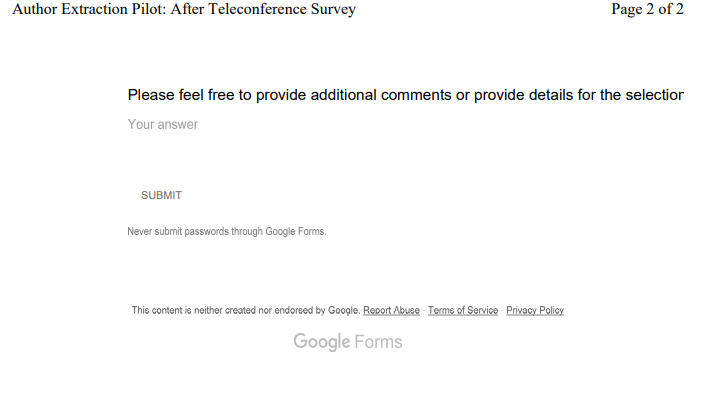 Author Extraction Pilot: After Teleconference Survey Page 2 of 2
Please feel free to provide additional comments or provide details for the selection
Your answer
SUBMIT
Never submit passwords through Google Forms.
This content is neither created nor endorsed by Google. Report Abuse - Terms of Service - Privacy Policy
Google Forms